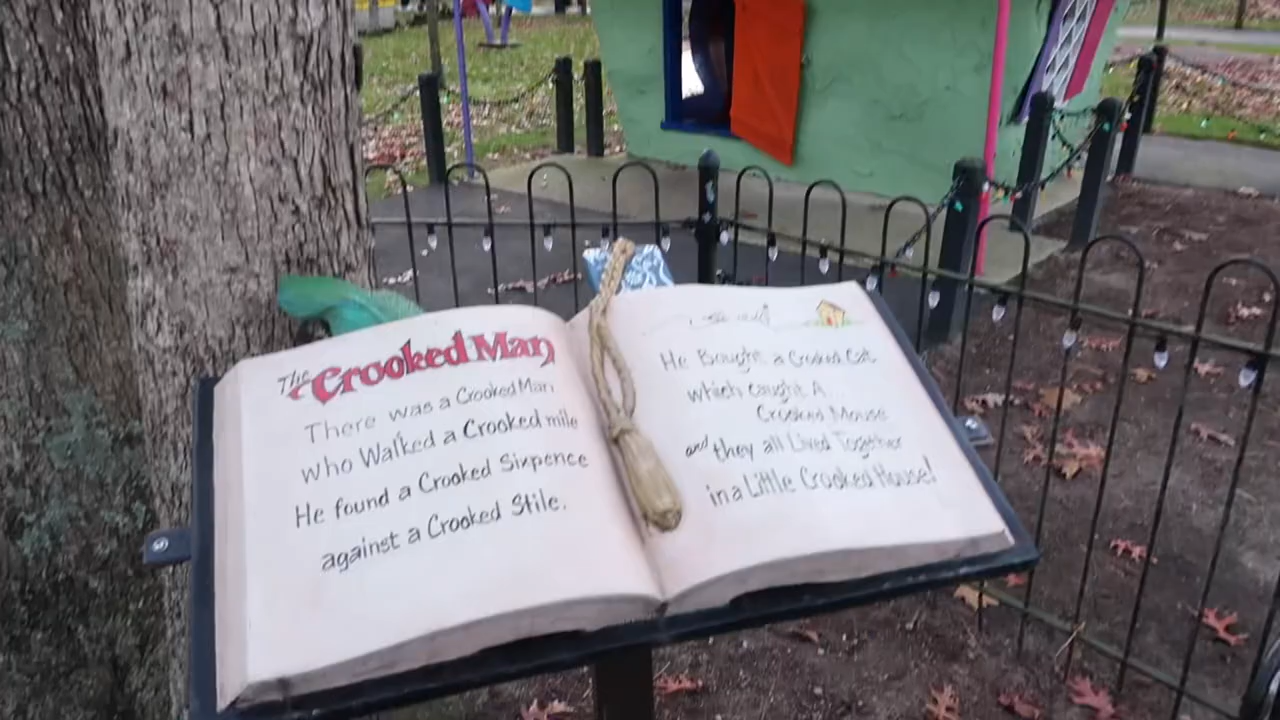 The Crooked Man
There was a Crooked Man
who Walked a Crooked mile
He found a Crooked Sixpence
against a Crooked Stile.
He Bought a Crooked Cat
which caught A
Crooked Mouse
and they all Lived Together
in a Little Crooked House!